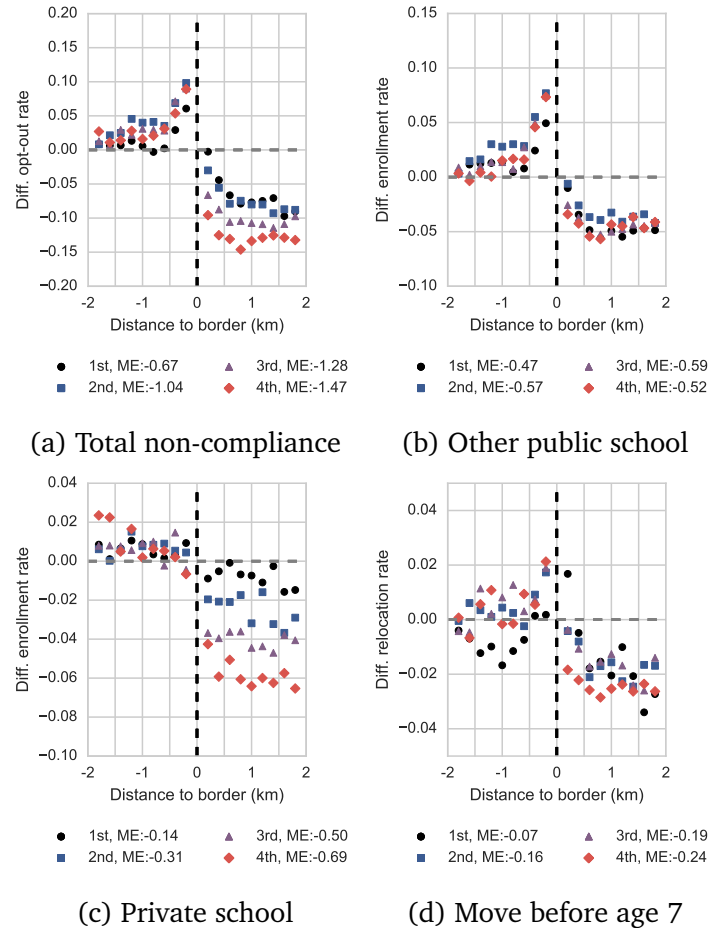 0.20
0.15
0.10
0.05
0.00
−0.05
−0.10
−0.15
−0.20
Diff. opt-out rate
-2 -1 0 1 2
Distance to border (km)
1st, ME:-0.67
3rd, ME:-1.28
2nd, ME:-1.04
4th, ME:-1.47
(a) Total non-compliance
0.15
0.10
0.05
0.00
−0.05
−0.10
Diff. enrollment rate
-2 -1 0 1 2
Distance to border (km)
1st, ME:-0.47
3rd, ME:-0.59
2nd, ME:-0.57
4th, ME:-0.52
(b) Other public school
0.04
0.02
0.00
−0.02
−0.04
−0.06
−0.08
−0.10
Diff. enrollment rate
-2 -1 0 1 2
Distance to border (km)
1st, ME:-0.14
3rd, ME:-0.50
2nd, ME:-0.31
4th, ME:-0.69
(c) Private school
0.04
0.02
0.00
−0.02
−0.04
Diff. relocation rate
-2 -1 0 1 2
Distance to border (km)
1st, ME:-0.07
3rd, ME:-0.19
2nd, ME:-0.16
4th, ME:-0.24
(d) Move before age 7